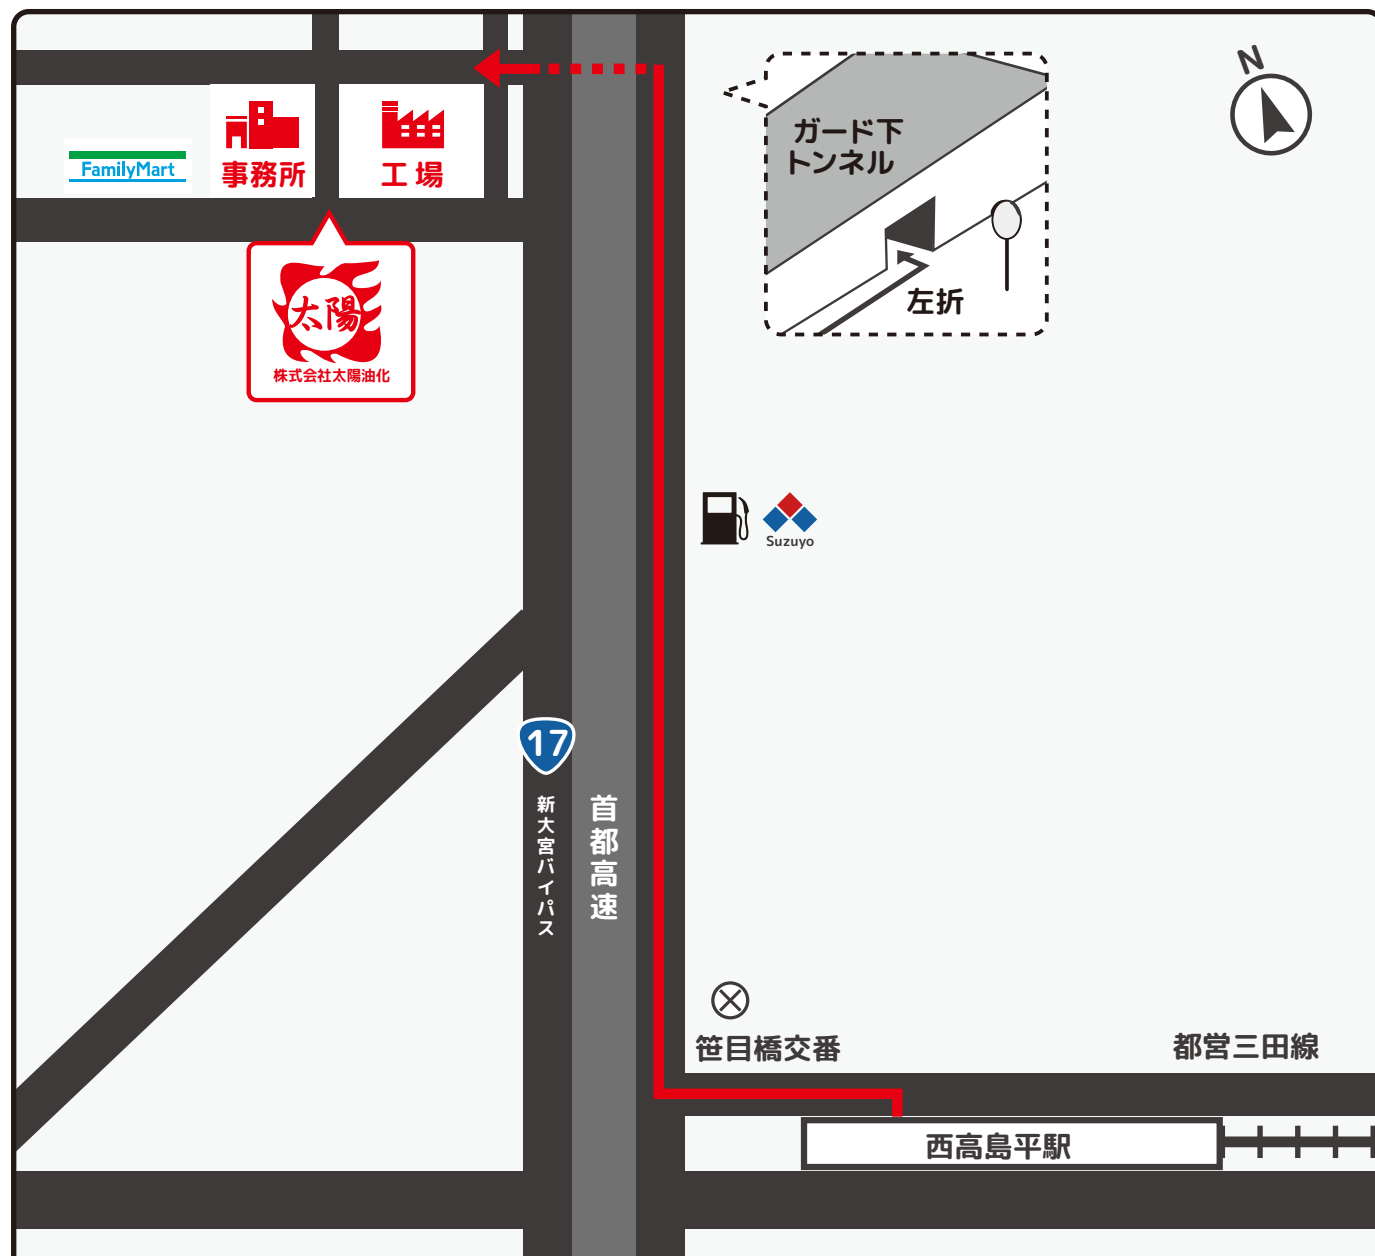 N
ガード下
トンネル
左折
FamilyMart
事務所
工場
太陽
株式会社太陽油化
Suzuyo
17
新大宮バイパス
首都高速
笹目橋交番
都営三田線
西高島平駅